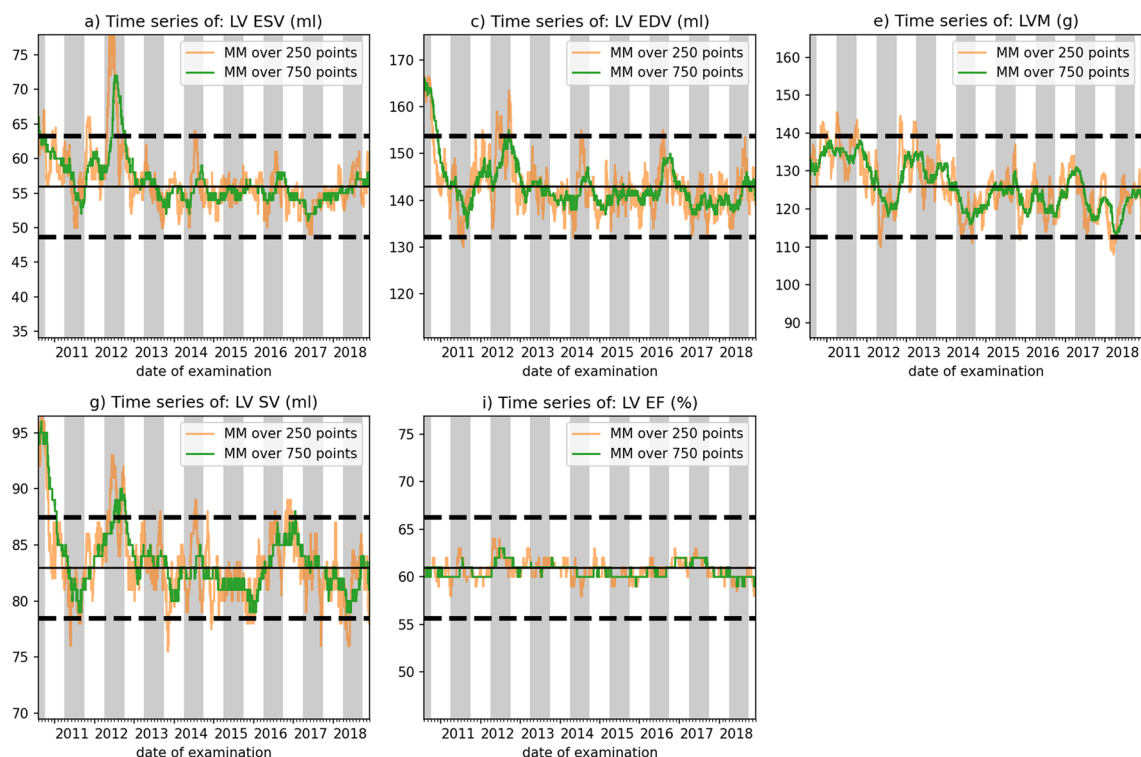 a) Time series of: LV ESV (ml)
MM over 250 points
MM over 750 points
75
70
65
60
55
50
45
40
35
2011 2012 2013 2014 2015 2016 2017 2018
date of examination
c) Time series of: LV EDV (ml)
MM over 250 points
MM over 750 points
170
160
150
140
130
120
2011 2012 2013 2014 2015 2016 2017 2018
date of examination
e) Time series of: LVM (g)
MM over 250 points
MM over 750 points
160
150
140
130
120
110
100
90
2011 2012 2013 2014 2015 2016 2017 2018
date of examination
g) Time series of: LV SV (ml)
MM over 250 points
MM over 750 points
95
90
85
80
75
70
2011 2012 2013 2014 2015 2016 2017 2018
date of examination
i) Time series of: LV EF (%)
MM over 250 points
MM over 750 points
75
70
65
60
55
50
2011 2012 2013 2014 2015 2016 2017 2018
date of examination